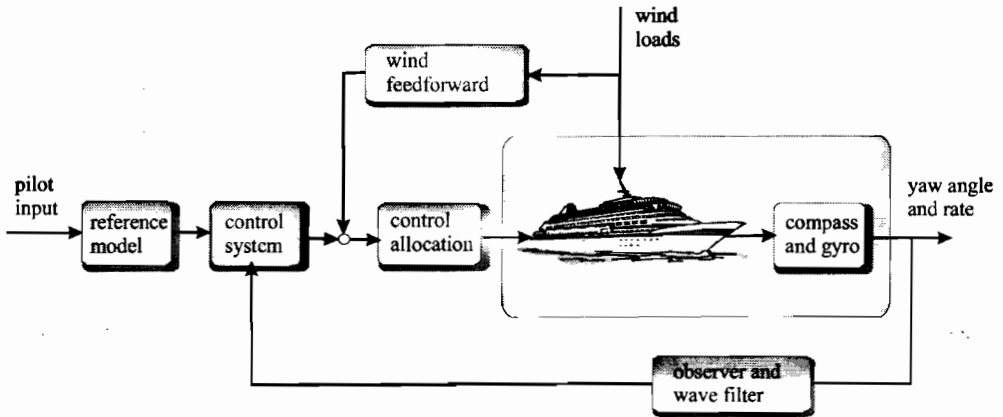 wind
loads
wind
feedforward
pilot
input
reference
model
control
system
control
allocation
compass
and gyro
yaw angle
and rate
observer and
wave filter